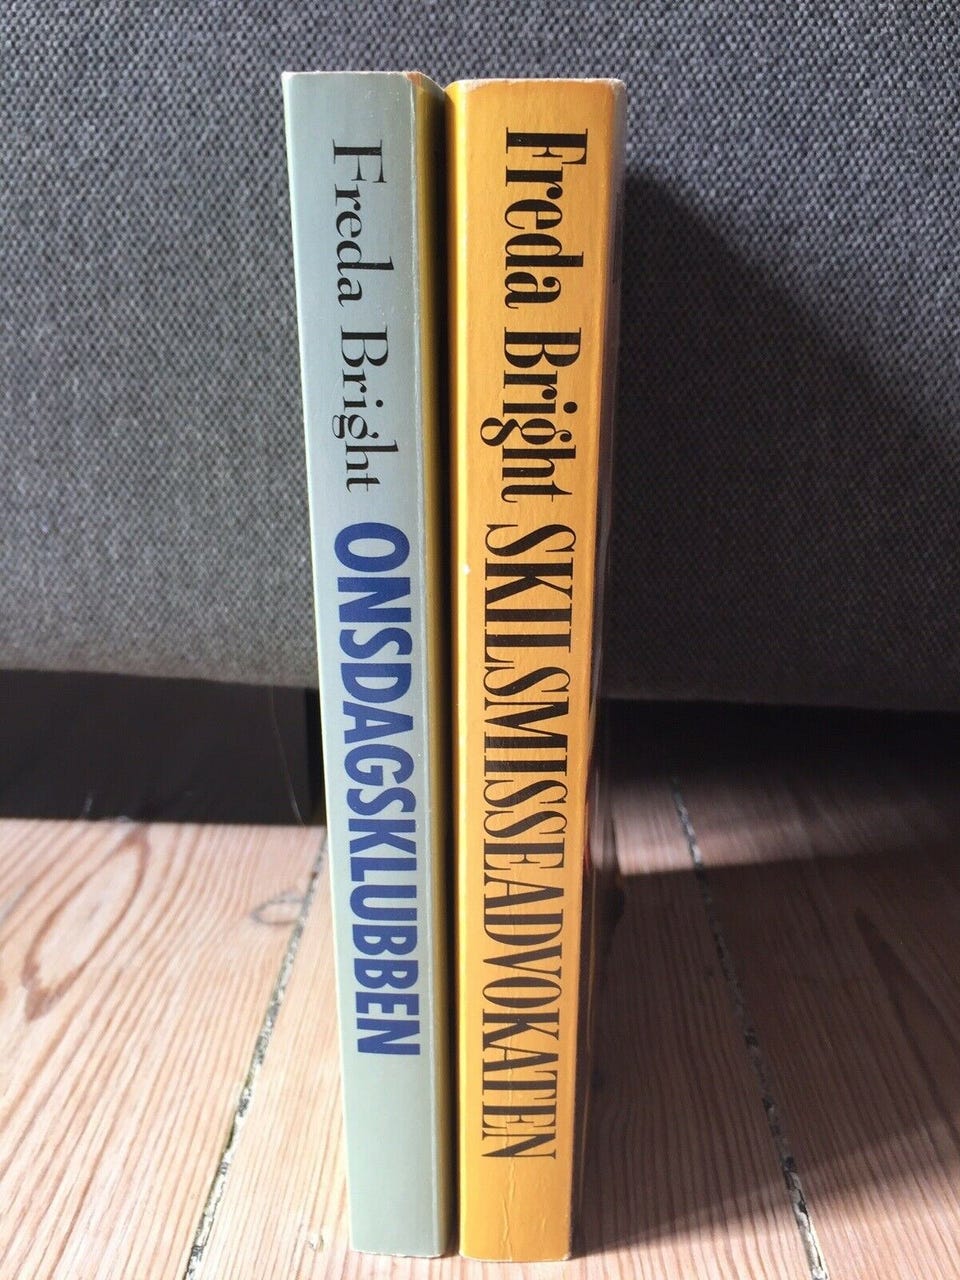 Freda Bright ONSDAGSKLUBBEN
Freda Bright SKILSMISSEADVOKATEN